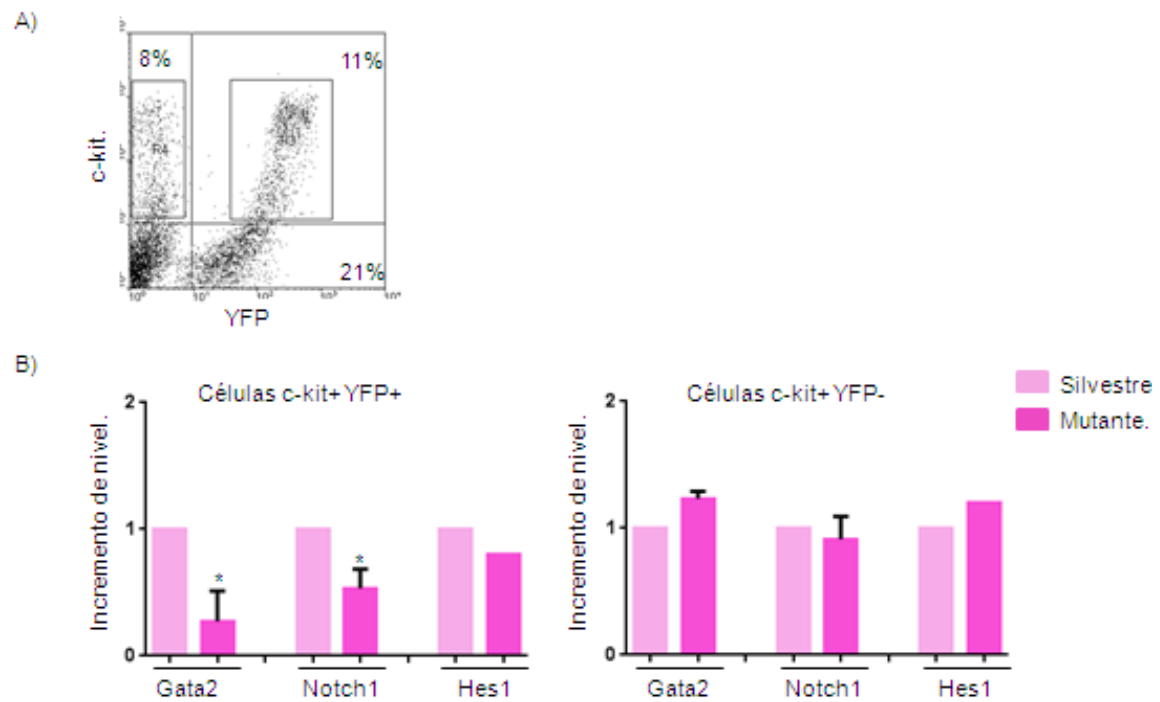 A)
8%
11%
R4
c-kit.
21%
YFP
B)
Células c-kit+ YFP+
Incremento de nivel.
2
1
0
*
*
Gata2
Notch1
Hes1
Células c-kit+ YFP-
Incremento de nivel.
2
1
0
Gata2
Notch1
Hes1
Silvestre
Mutante.